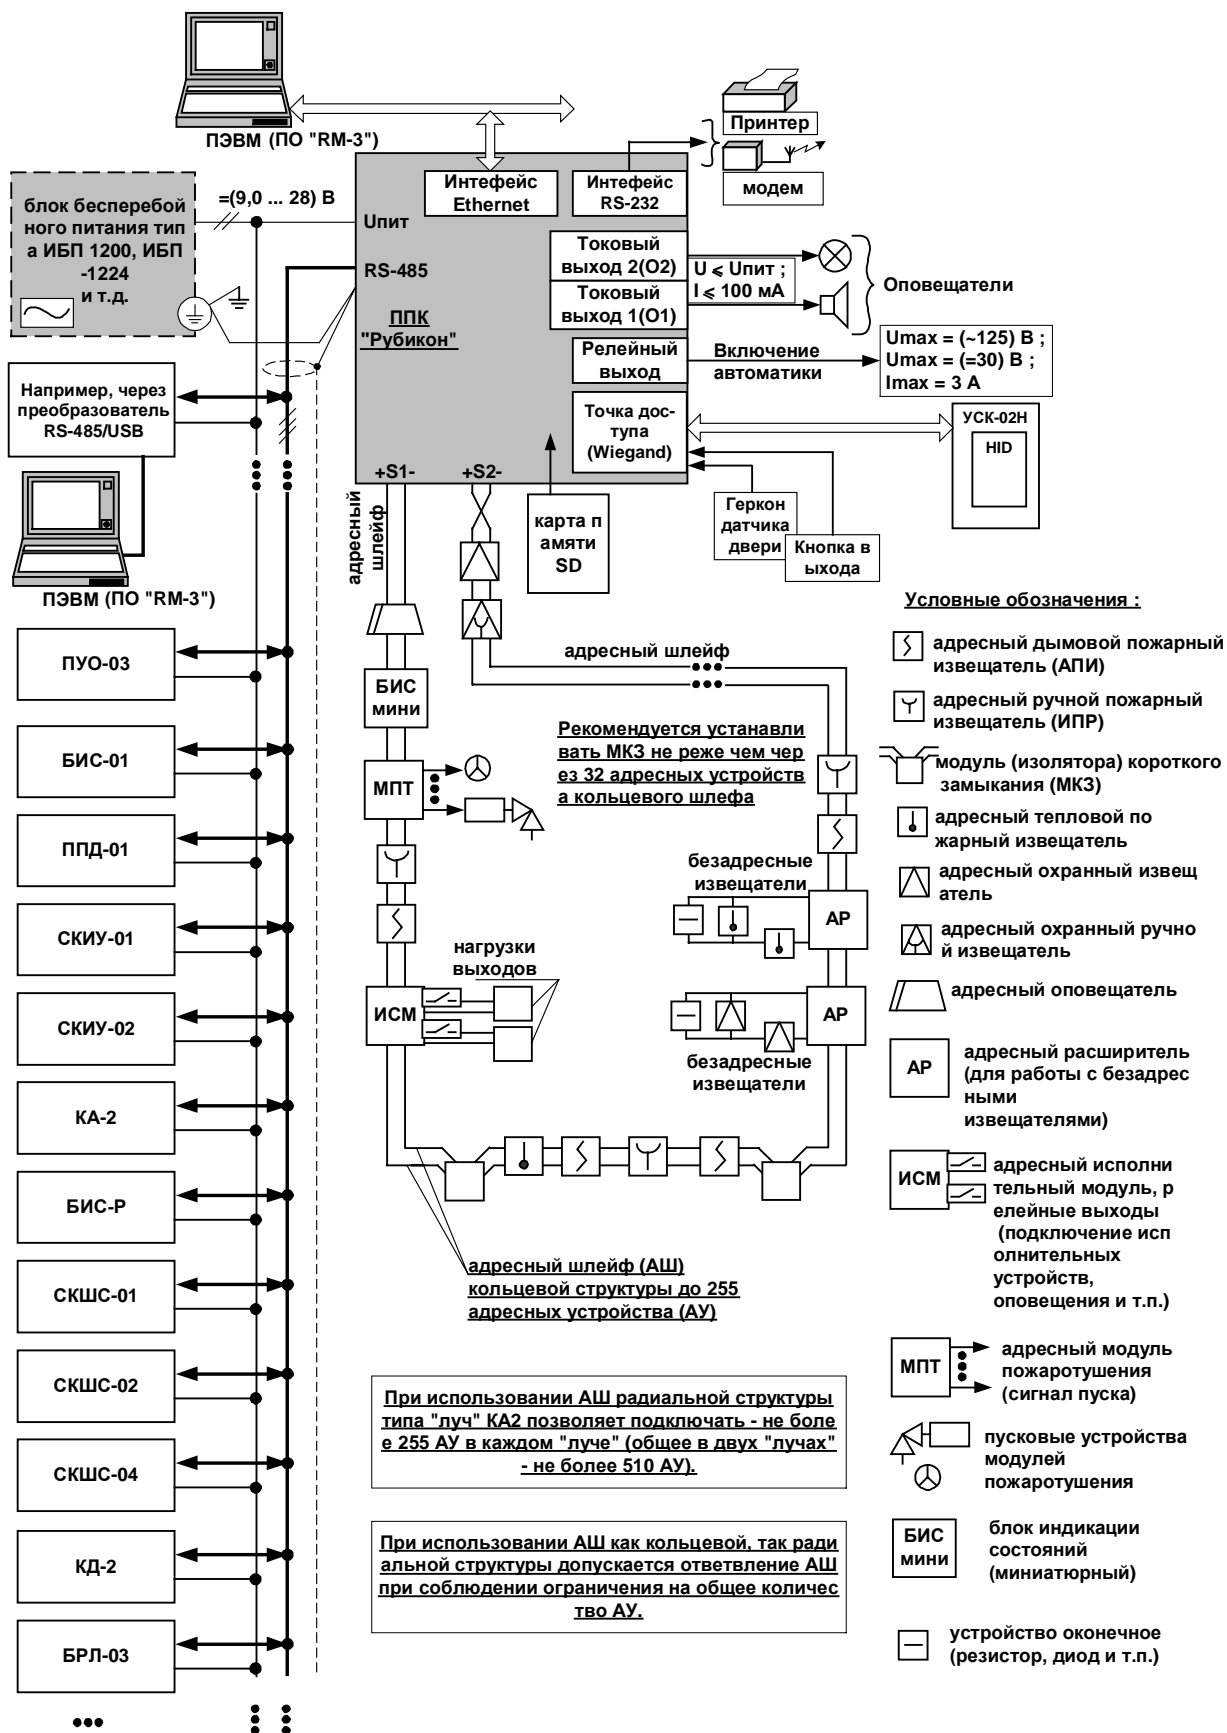 ПЭВМ (ПО "RM-3")
Принтер
модем
блок бесперебой
ного питания тип
а ИБП 1200, ИБП
-1224
и т.д.
=(9,0 ... 28) В
Uпит
RS-485
ППК
"Рубикон"
Интефейс
Ethernet
Интефейс
RS-232
Токовый
выход 2(О2)
Токовый
выход 1(О1)
U ⩽ Uпит ;
I ⩽ 100 мА
Оповещатели
Релейный
выход
Включение
автоматики
Umax = (~125) В ;
Umax = (=30) В ;
Imax = 3 А
Точка дос-
тупа
(Wiegand)
УСК-02Н
HID
+S1-
+S2-
Например, через
преобразователь
RS-485/USB
ПЭВМ (ПО "RM-3")
адресный
шлейф
карта п
амяти
SD
Геркон
датчика
двери
Кнопка в
ыхода
ПУО-03
БИС-01
ППД-01
СКИУ-01
СКИУ-02
КА-2
БИС-Р
СКШС-01
СКШС-02
СКШС-04
КД-2
БРЛ-03
адресный шлейф
БИС
мини
Рекомендуется устанавли
вать МКЗ не реже чем чер
ез 32 адресных устройств
а кольцевого шлефа
МПТ
безадресные
извещатели
АР
нагрузки
выходов
ИСМ
АР
безадресные
извещатели
адресный шлейф (АШ)
кольцевой структуры до 255
адресных устройства (АУ)
При использовании АШ радиальной структуры
типа "луч" КА2 позволяет подключать - не боле
е 255 АУ в каждом "луче" (общее в двух "лучах"
- не более 510 АУ).
При использовании АШ как кольцевой, так ради
альной структуры допускается ответвление АШ
при соблюдении ограничения на общее количес
тво АУ.
Условные обозначения :
адресный дымовой пожарный
извещатель (АПИ)
адресный ручной пожарный
извещатель (ИПР)
модуль (изолятора) короткого
замыкания (МКЗ)
адресный тепловой по
жарный извещатель
адресный охранный извещ
атель
адресный охранный ручно
й извещатель
адресный оповещатель
АР
адресный расширитель
(для работы с безадрес
ными
извещателями)
ИСМ
адресный исполни
тельный модуль, р
елейные выходы
(подключение исп
олнительных
устройств,
оповещения и т.п.)
МПТ
адресный модуль
пожаротушения
(сигнал пуска)
пусковые устройства
модулей
пожаротушения
БИС
мини
блок индикации
состояний
(миниатюрный)
устройство оконечное
(резистор, диод и т.п.)